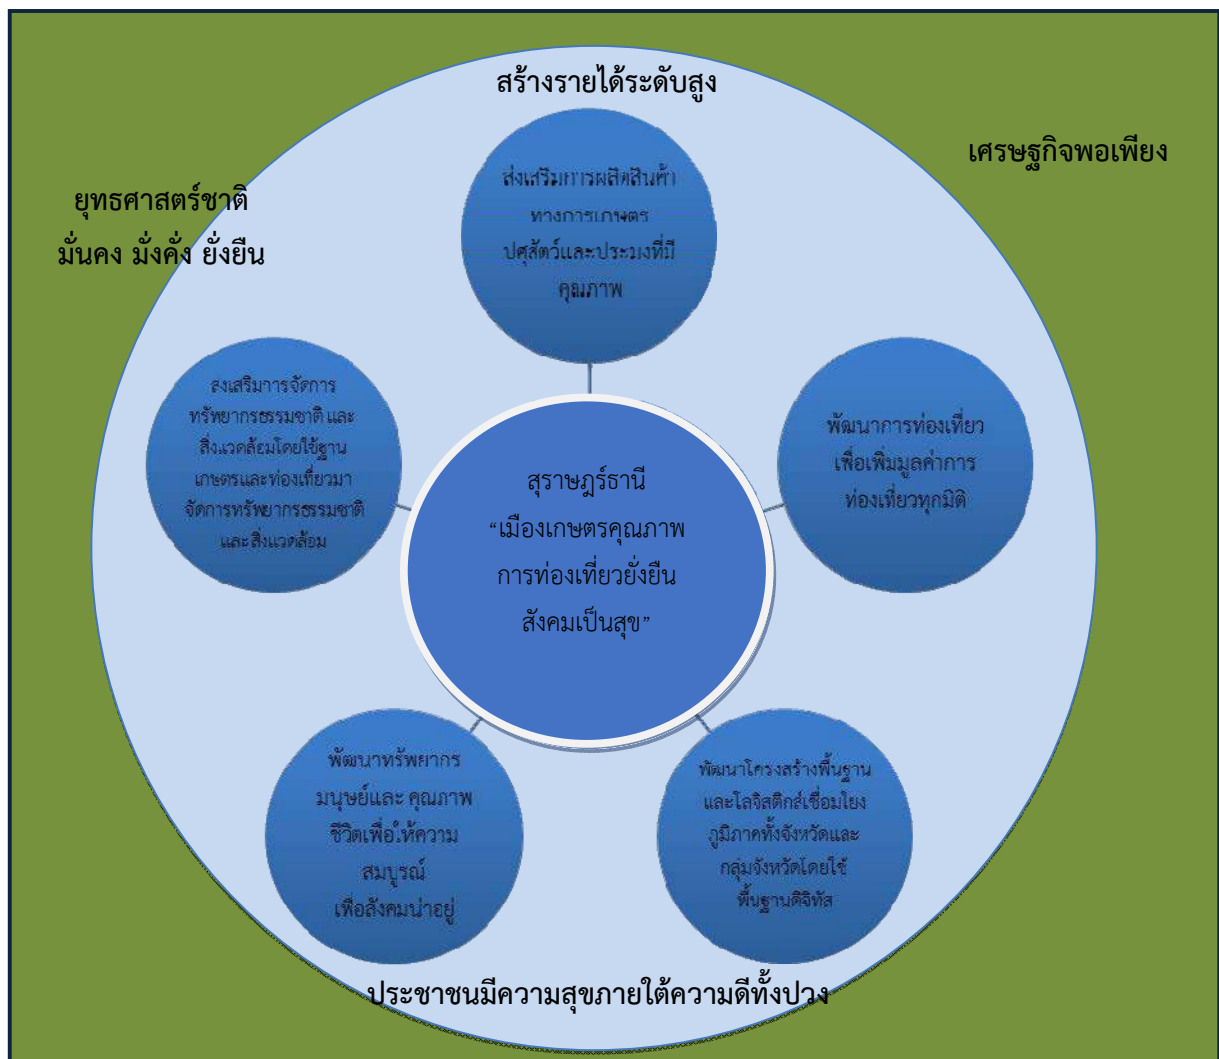 สร้างรายได้ระดับสูง
เศรษฐกิจพอเพียง
ยุทธศาสตร์ชาติ
มั่นคง มั่งคั่ง ยั่งยืน
ส่งเสริมการผลิตสินค้า
ทางการเกษตร
ปศุสัตว์และประมงที่มี
คุณภาพ
สงเสริมการจัดการ
ทรัพยากรธรรมชาติ และ
สิ่งแวดล้อมโดยใช้ฐาน
เกษตรและท่องเที่ยวมา
จัดการทรัพยากรธรรมชาติ
และสิ่งแวดล้อม
พัฒนาการท่องเที่ยว
เพื่อเพิ่มมูลค่าการ
ท่องเที่ยวทุกมิติ
สุราษฎร์ธานี
“เมืองเกษตรคุณภาพ
การท่องเที่ยวยั่งยืน
สังคมเป็นสุข”
พัฒนาทรัพยากร
มนุษย์และ คุณภาพ
ชีวิตเพื่อให้ความ
สมบูรณ์
เพื่อสังคมน่าอยู่
พัฒนาโครงสร้างพื้นฐาน
และโลจิสติกส์เชื่อมโยง
ภูมิภาคทั้งจังหวัดและ
กลุ่มจังหวัดโดยใช้
พื้นฐานดิจิทัล
ประชาชนมีความสุขภายใต้ความดีทั้งปวง